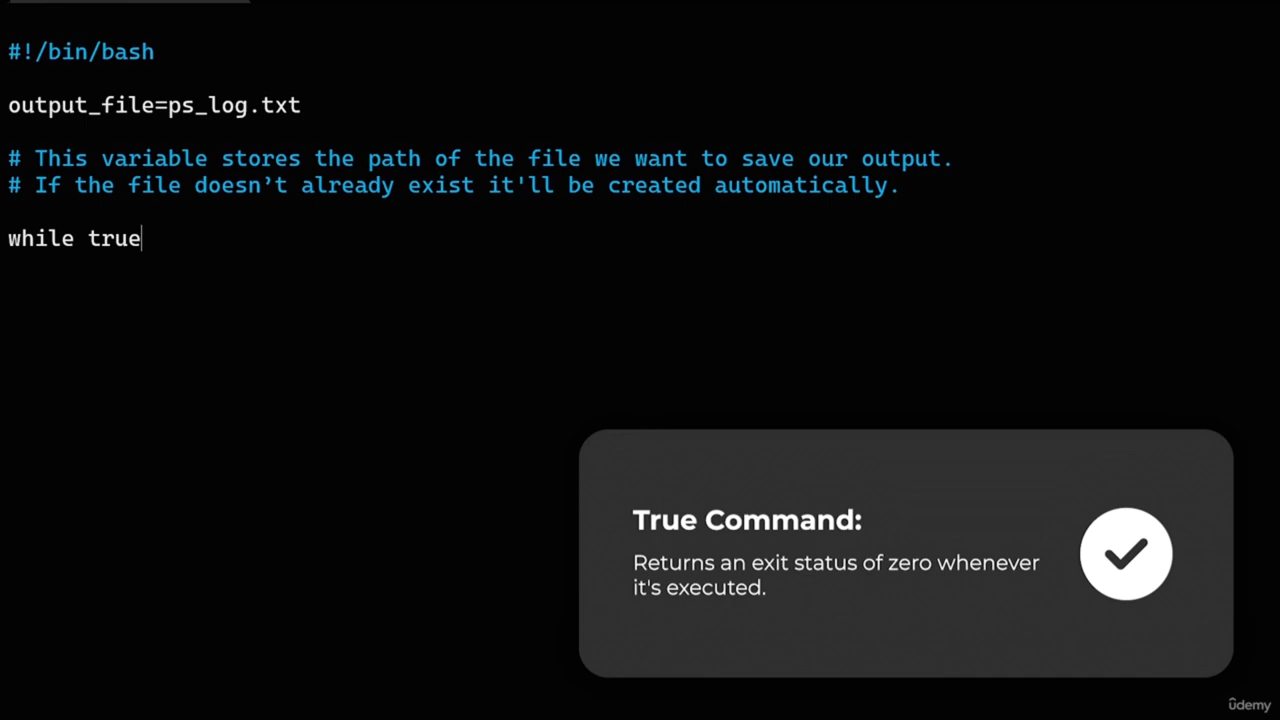 #!/bin/bash
output_file=ps_log.txt
# This variable stores the path of the file we want to save our output.
# If the file doesn’t already exist it'll be created automatically.
while true
True Command:
Returns an exit status of zero whenever
it's executed.
ûdemy